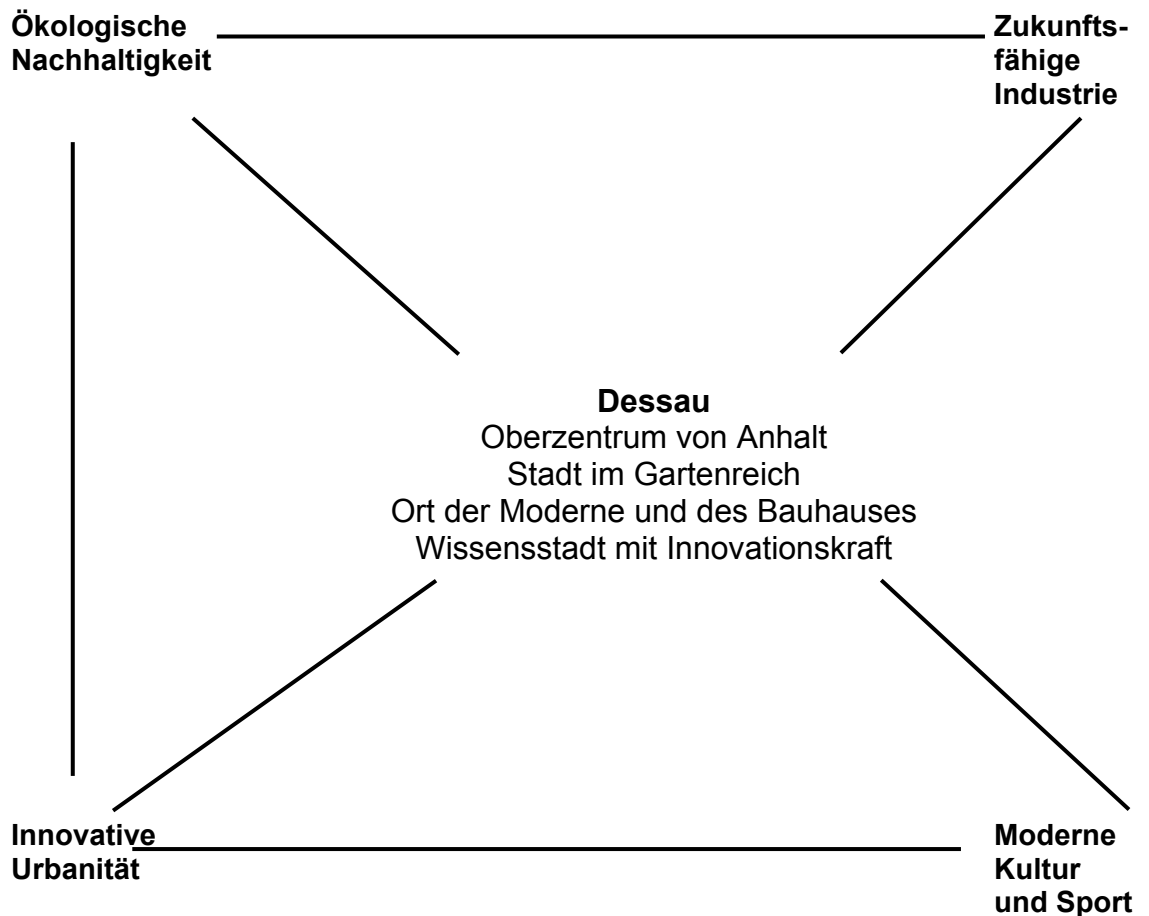 Ökologische
Nachhaltigkeit
Zukunfts-
fähige
Industrie
Dessau
Oberzentrum von Anhalt
Stadt im Gartenreich
Ort der Moderne und des Bauhauses
Wissensstadt mit Innovationskraft
Innovative
Urbanität
Moderne
Kultur
und Sport